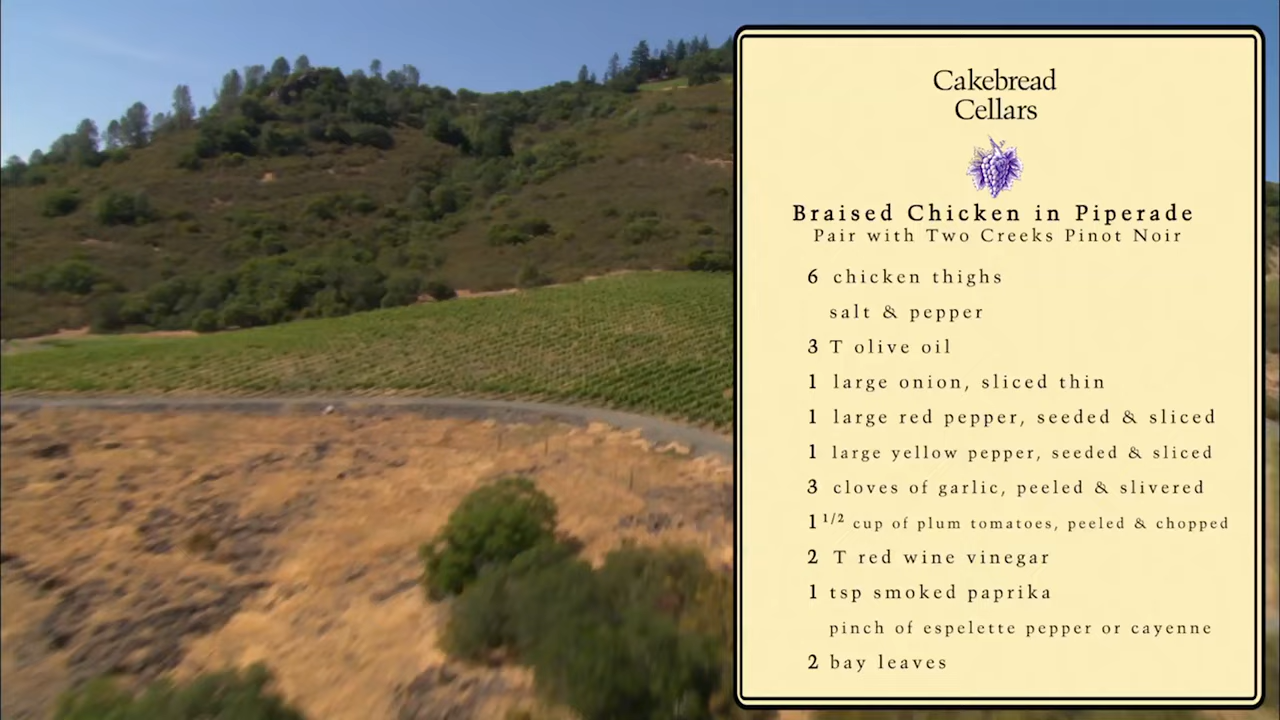 Cakebread
Cellars
Braised Chicken in Piperade
Pair with Two Creeks Pinot Noir
6 chicken thighs
salt & pepper
3 T olive oil
1 large onion, sliced thin
1 large red pepper, seeded & sliced
1 large yellow pepper, seeded & sliced
3 cloves of garlic, peeled & slivered
1 1/2 cup of plum tomatoes, peeled & chopped
2 T red wine vinegar
1 tsp smoked paprika
pinch of espelette pepper or cayenne
2 bay leaves